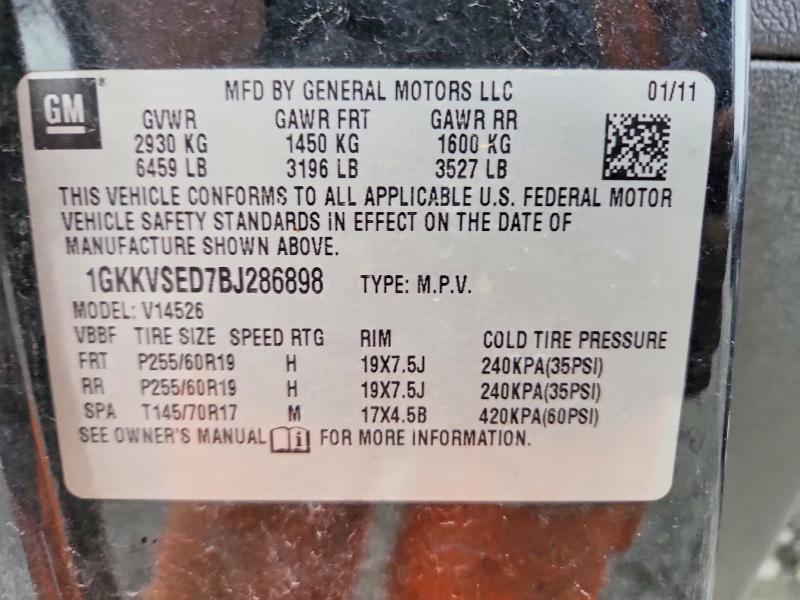 GM
MFD BY GENERAL MOTORS LLC 01/11
GVWR GAWR FRT GAWR RR
2930 KG 1450 KG 1600 KG
6459 LB 3196 LB 3527 LB
THIS VEHICLE CONFORMS TO ALL APPLICABLE U.S. FEDERAL MOTOR
VEHICLE SAFETY STANDARDS IN EFFECT ON THE DATE OF
MANUFACTURE SHOWN ABOVE.
1GKKVSED7BJ286898 TYPE: M.P.V.
MODEL: V14526
VBBF TIRE SIZE SPEED RTG RIM COLD TIRE PRESSURE
FRT P255/60R19 H 19X7.5J 240KPA(35PSI)
RR P255/60R19 H 19X7.5J 240KPA(35PSI)
SPA T145/70R17 M 17X4.5B 420KPA(60PSI)
SEE OWNER'S MANUAL i FOR MORE INFORMATION.